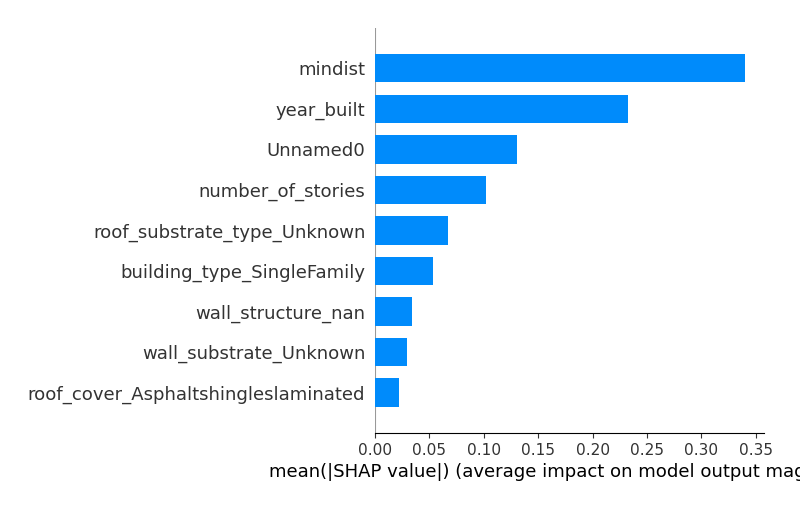 mindist
year_built
Unnamed0
number_of_stories
roof_substrate_type_Unknown
building_type_SingleFamily
wall_structure_nan
wall_substrate_Unknown
roof_cover_Asphaltshingleslaminated
0.00 0.05 0.10 0.15 0.20 0.25 0.30 0.35
mean(|SHAP value|) (average impact on model output mag